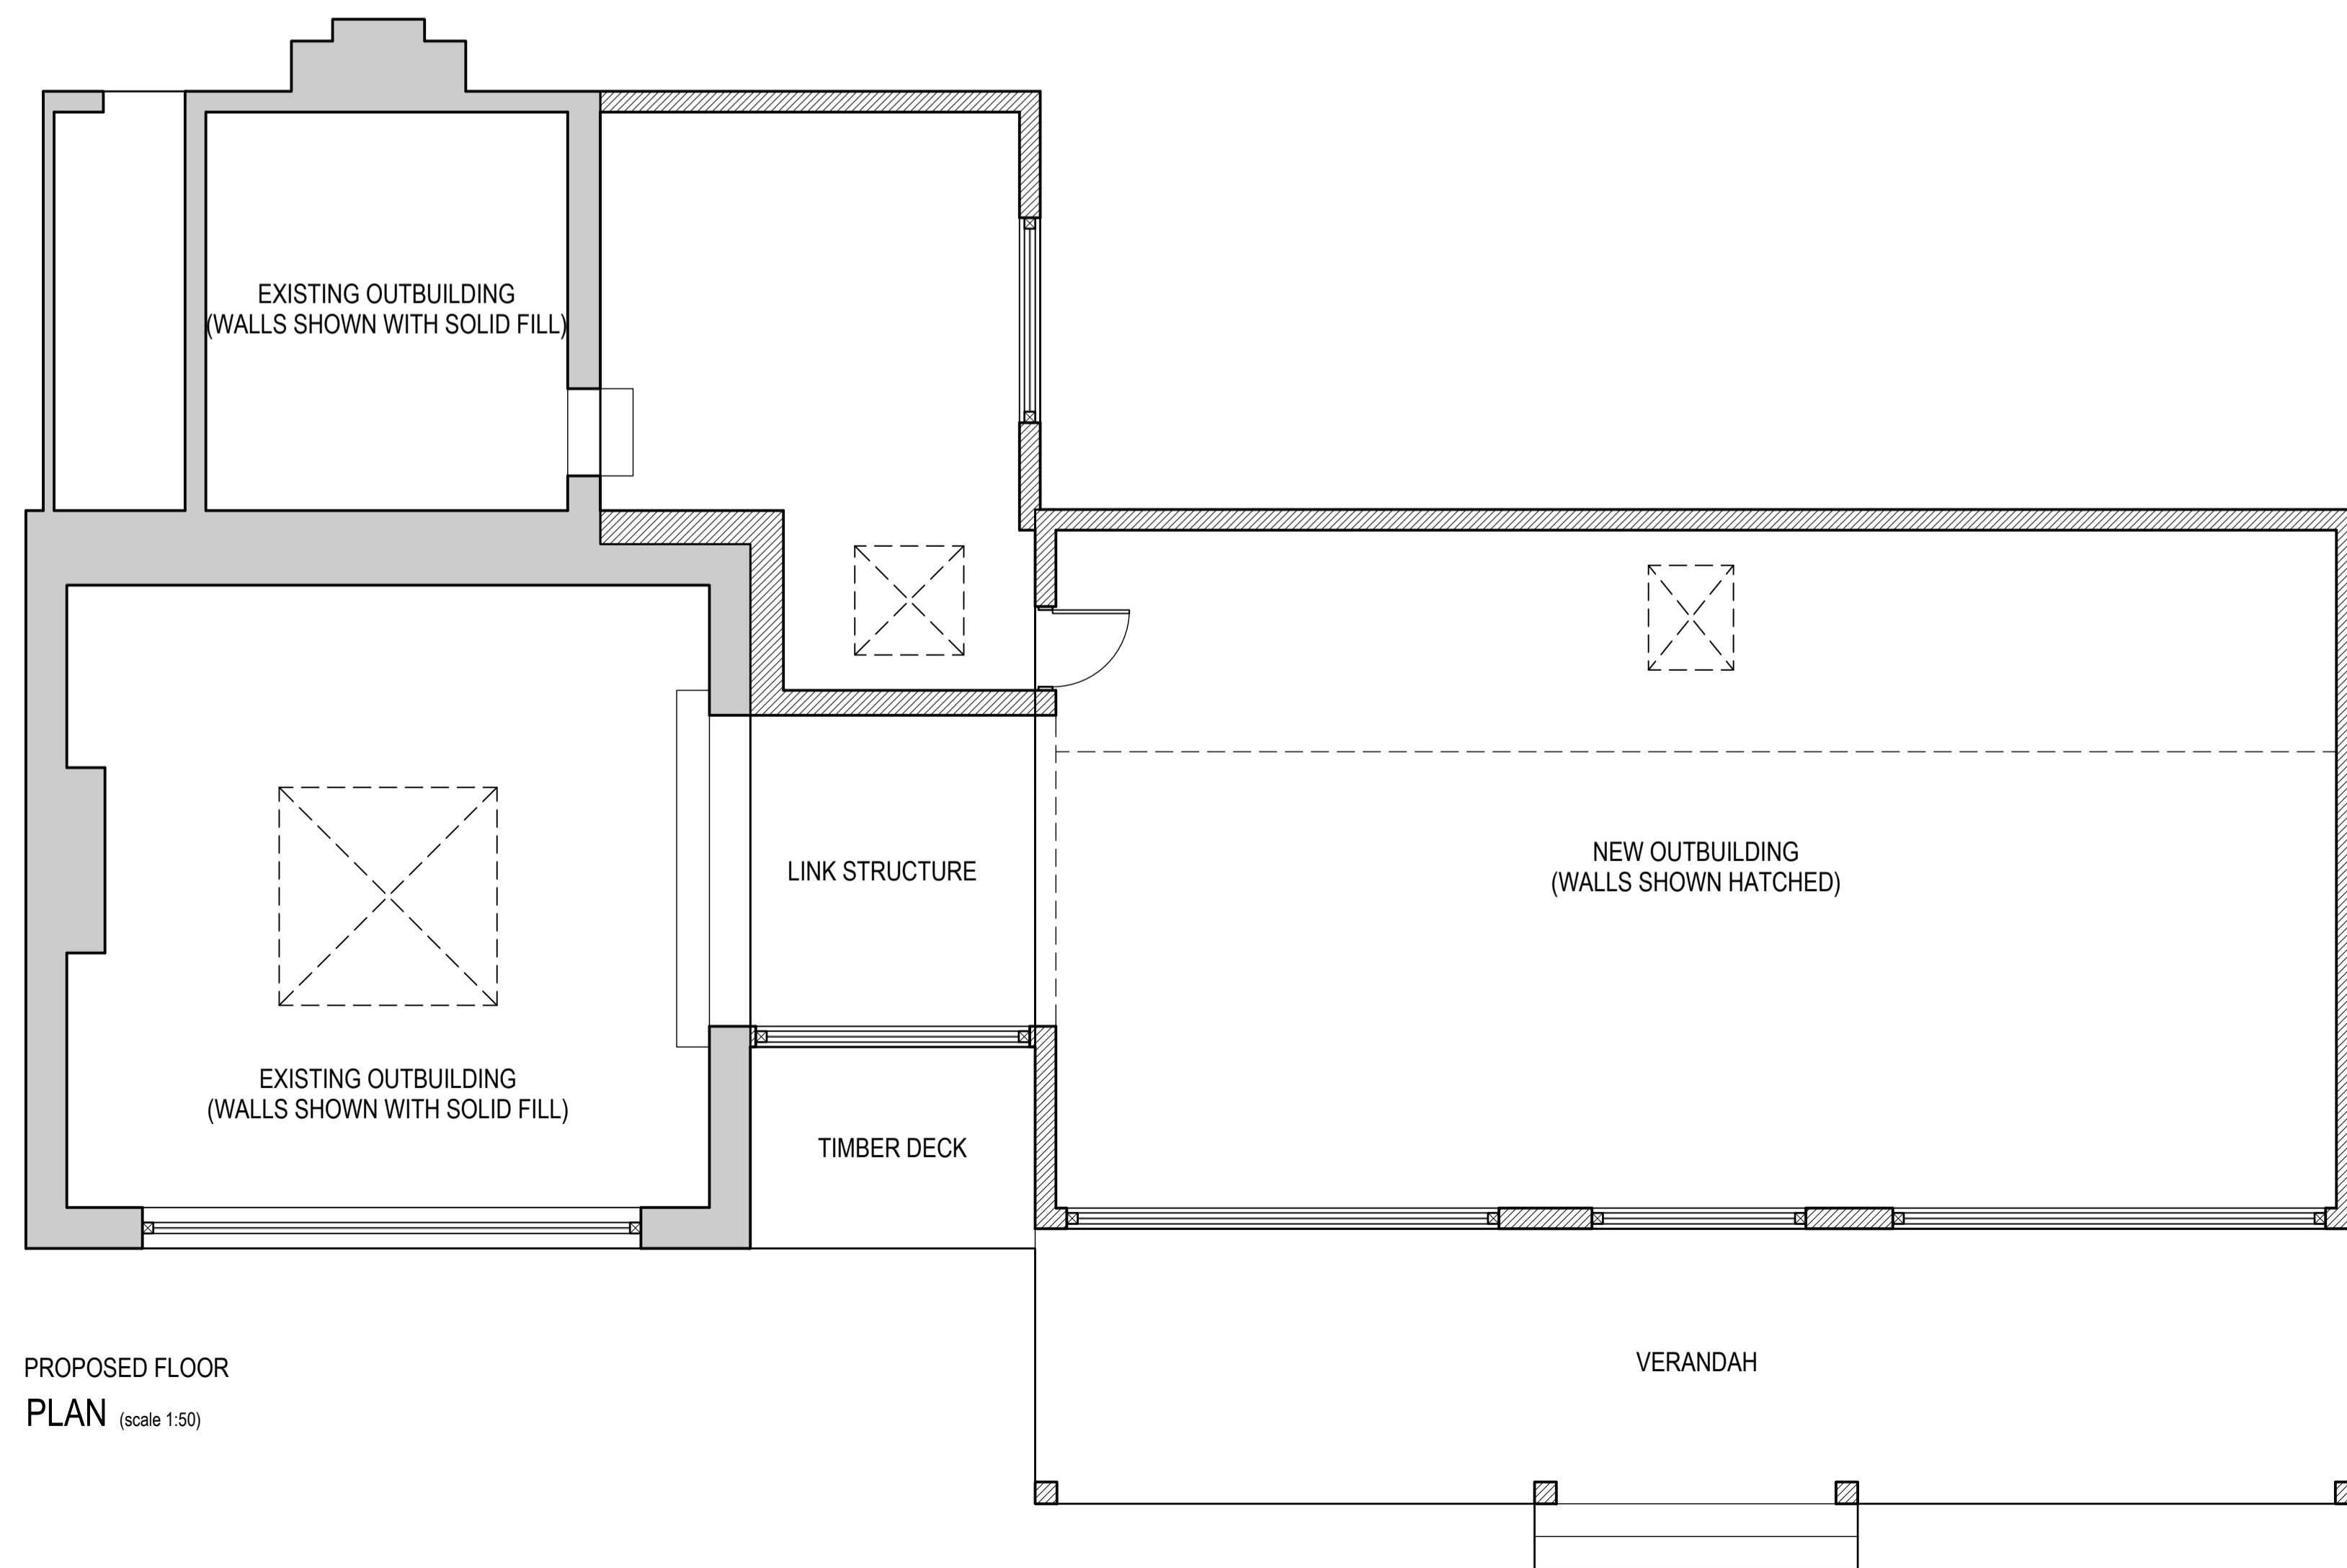 EXISTING OUTBUILDING
(WALLS SHOWN WITH SOLID FILL)
LINK STRUCTURE
NEW OUTBUILDING
(WALLS SHOWN HATCHED)
EXISTING OUTBUILDING
(WALLS SHOWN WITH SOLID FILL)
TIMBER DECK
VERANDAH
PROPOSED FLOOR
PLAN (scale 1:50)